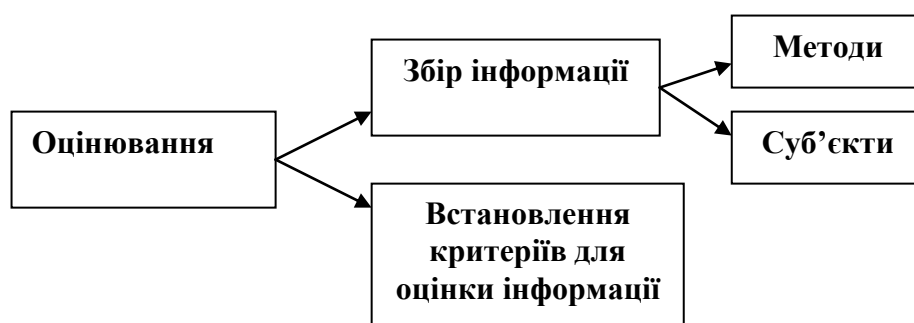 Оцінювання
Збір інформації
Методи
Суб’єкти
Встановлення
критеріїв для
оцінки інформації